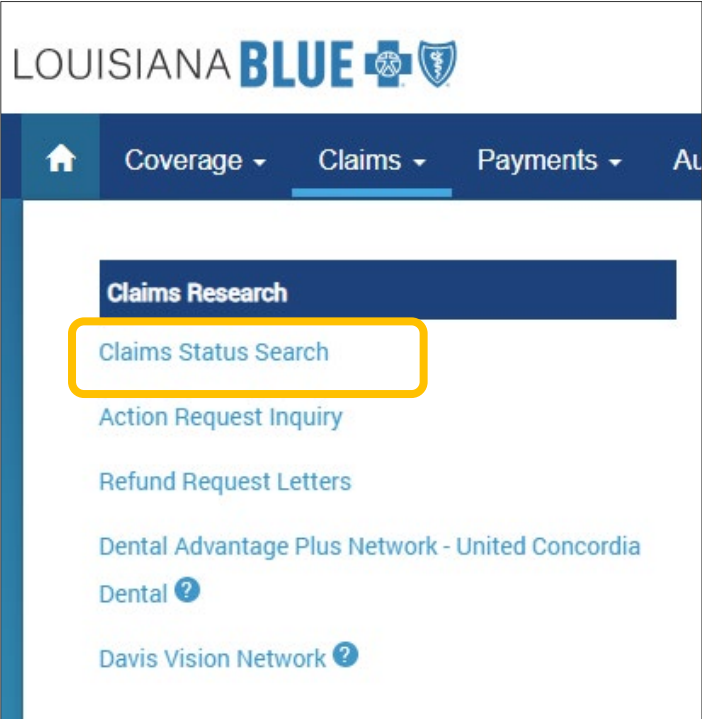 LOUISIANA BLUE
Coverage Claims Payments Au
Claims Research
Claims Status Search
Action Request Inquiry
Refund Request Letters
Dental Advantage Plus Network - United Concordia
Dental ?
Davis Vision Network ?